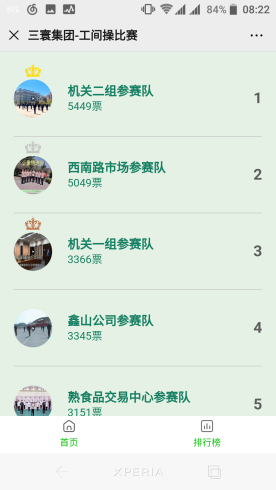 84% 08:22
三寰集团-工间操比赛
机关二组参赛队
5449票
1
西南路市场参赛队
5049票
2
机关一组参赛队
3366票
3
鑫山公司参赛队
3345票
4
熟食品交易中心参赛队
3151票
5
首页
排行榜
XPERIA